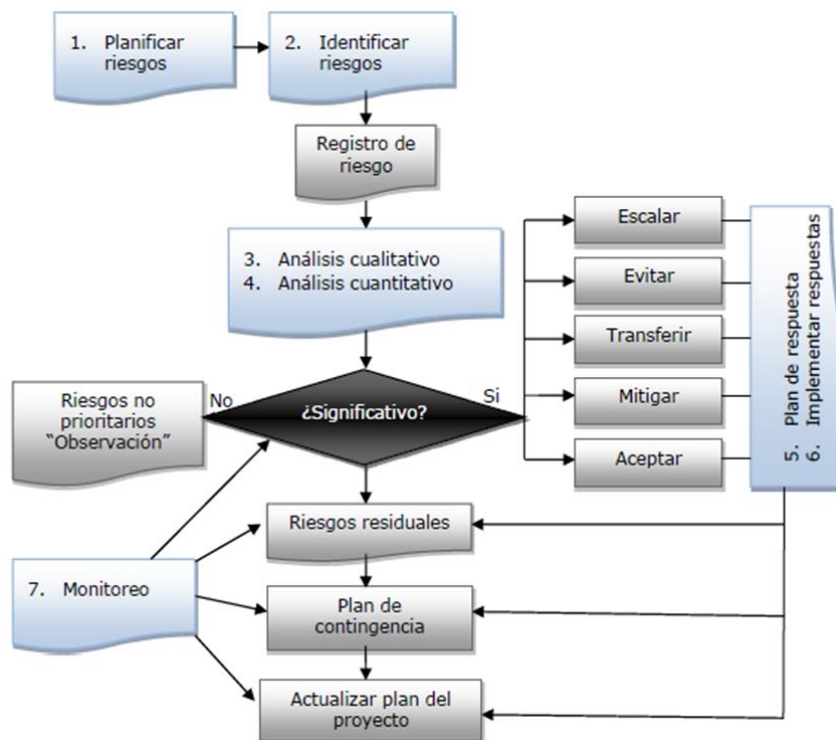 1. Planificar
riesgos
2. Identificar
riesgos
Registro de
riesgo
3. Análisis cualitativo
4. Análisis cuantitativo
Riesgos no
prioritarios
“Observación”
No
¿Significativo?
Si
Escalar
Evitar
Transferir
Mitigar
Aceptar
5. Plan de respuesta
6. Implementar respuestas
Riesgos residuales
7. Monitoreo
Plan de
contingencia
Actualizar plan del
proyecto